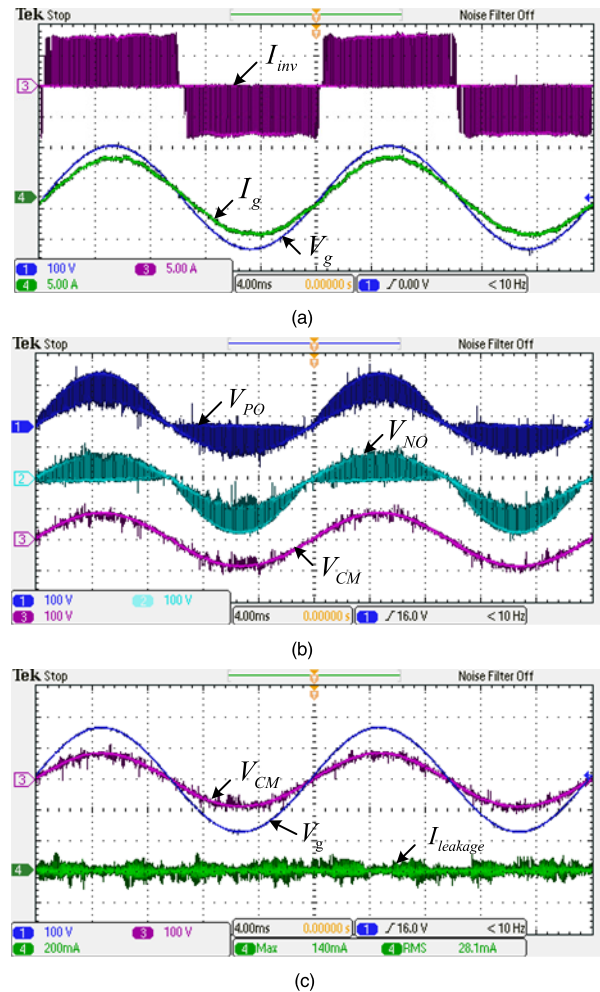 Tek Stop Noise Filter Off
I_inv
3
4
I_g
V_g
1 100 V 3 5.00 A
4 5.00 A
4.00ms 0.00000 s 1 0.00 V < 10 Hz
(a)
Tek Stop Noise Filter Off
V_PO
1
V_NO
2
3
V_CM
1 100 V 2 100 V
3 100 V
4.00ms 0.00000 s 1 16.0 V < 10 Hz
(b)
Tek Stop Noise Filter Off
3
V_CM
V_g
I_leakage
4
1 100 V 3 100 V
4.00ms 0.00000 s 1 16.0 V < 10 Hz
4 200mA 4 Max 140mA 4 RMS 28.1mA
(c)